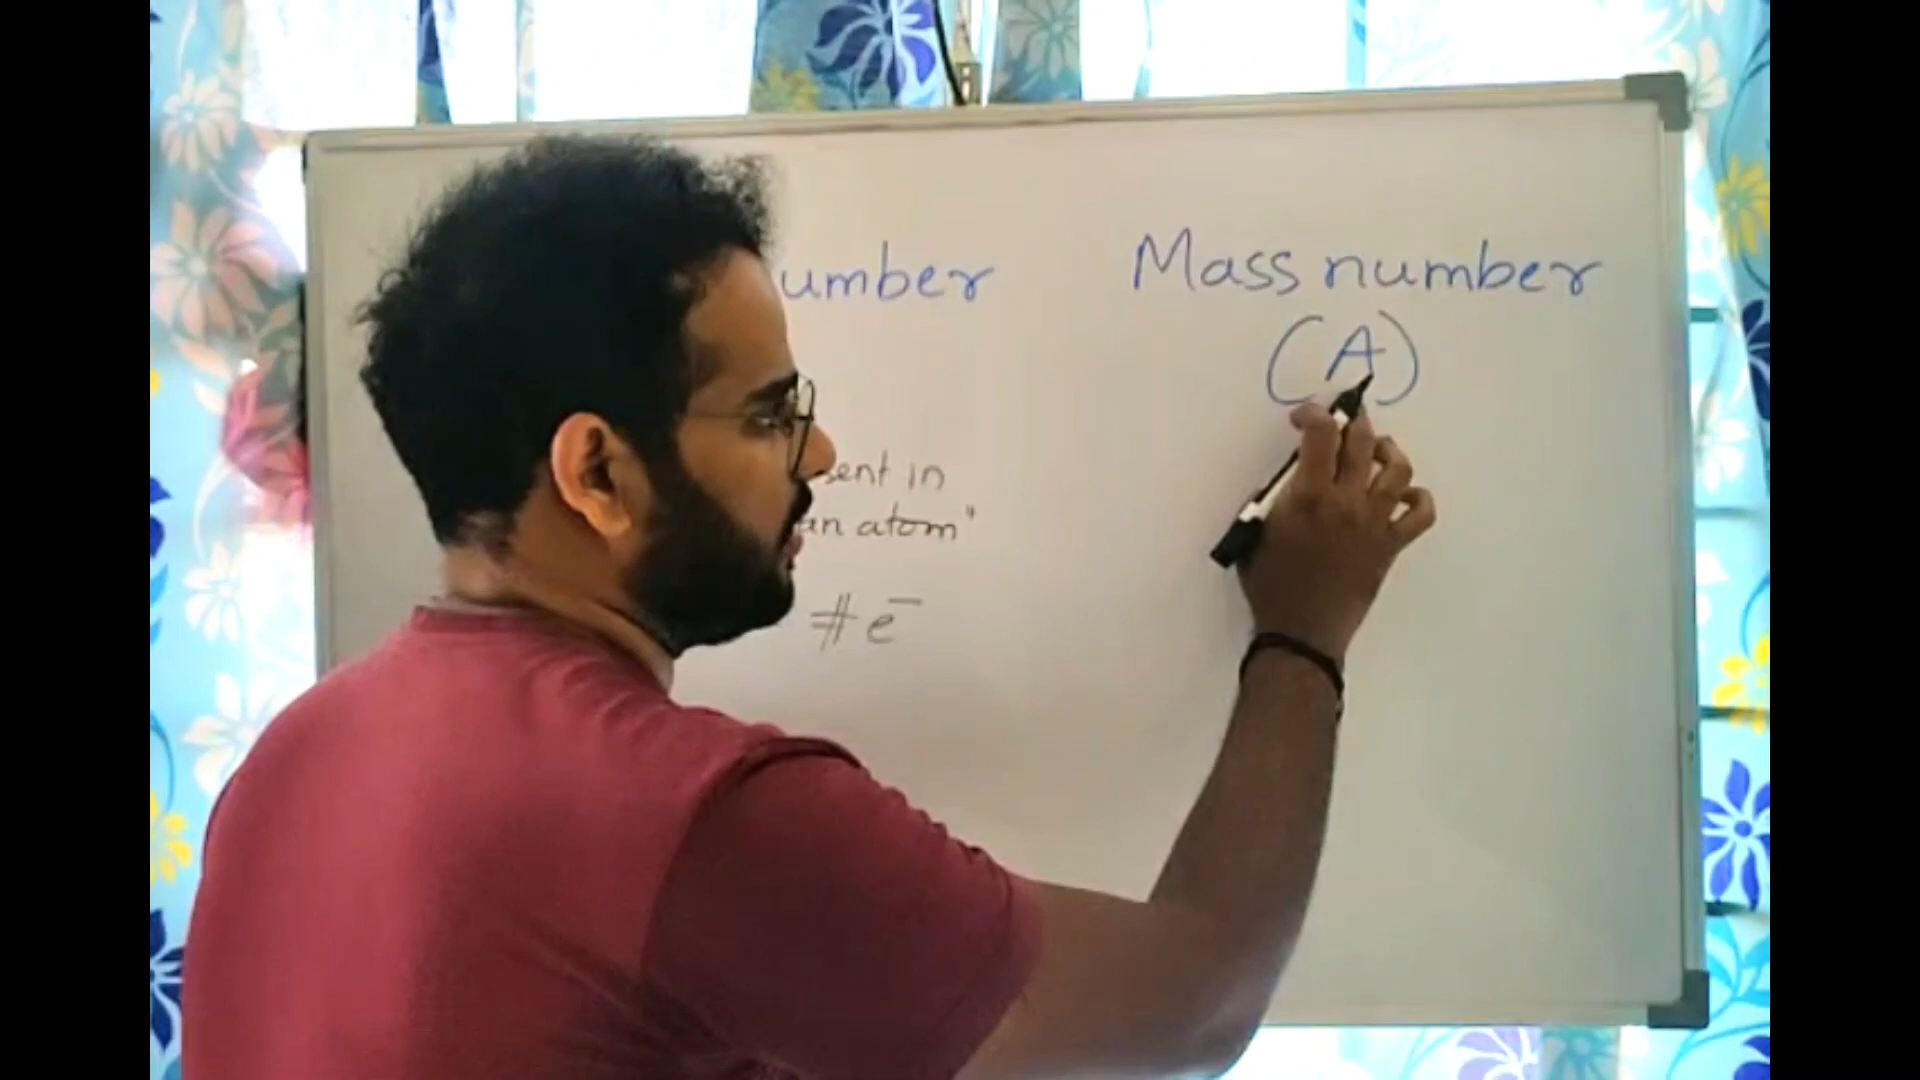 umber
Mass number
(A)
sent in
an atom"
# e⁻